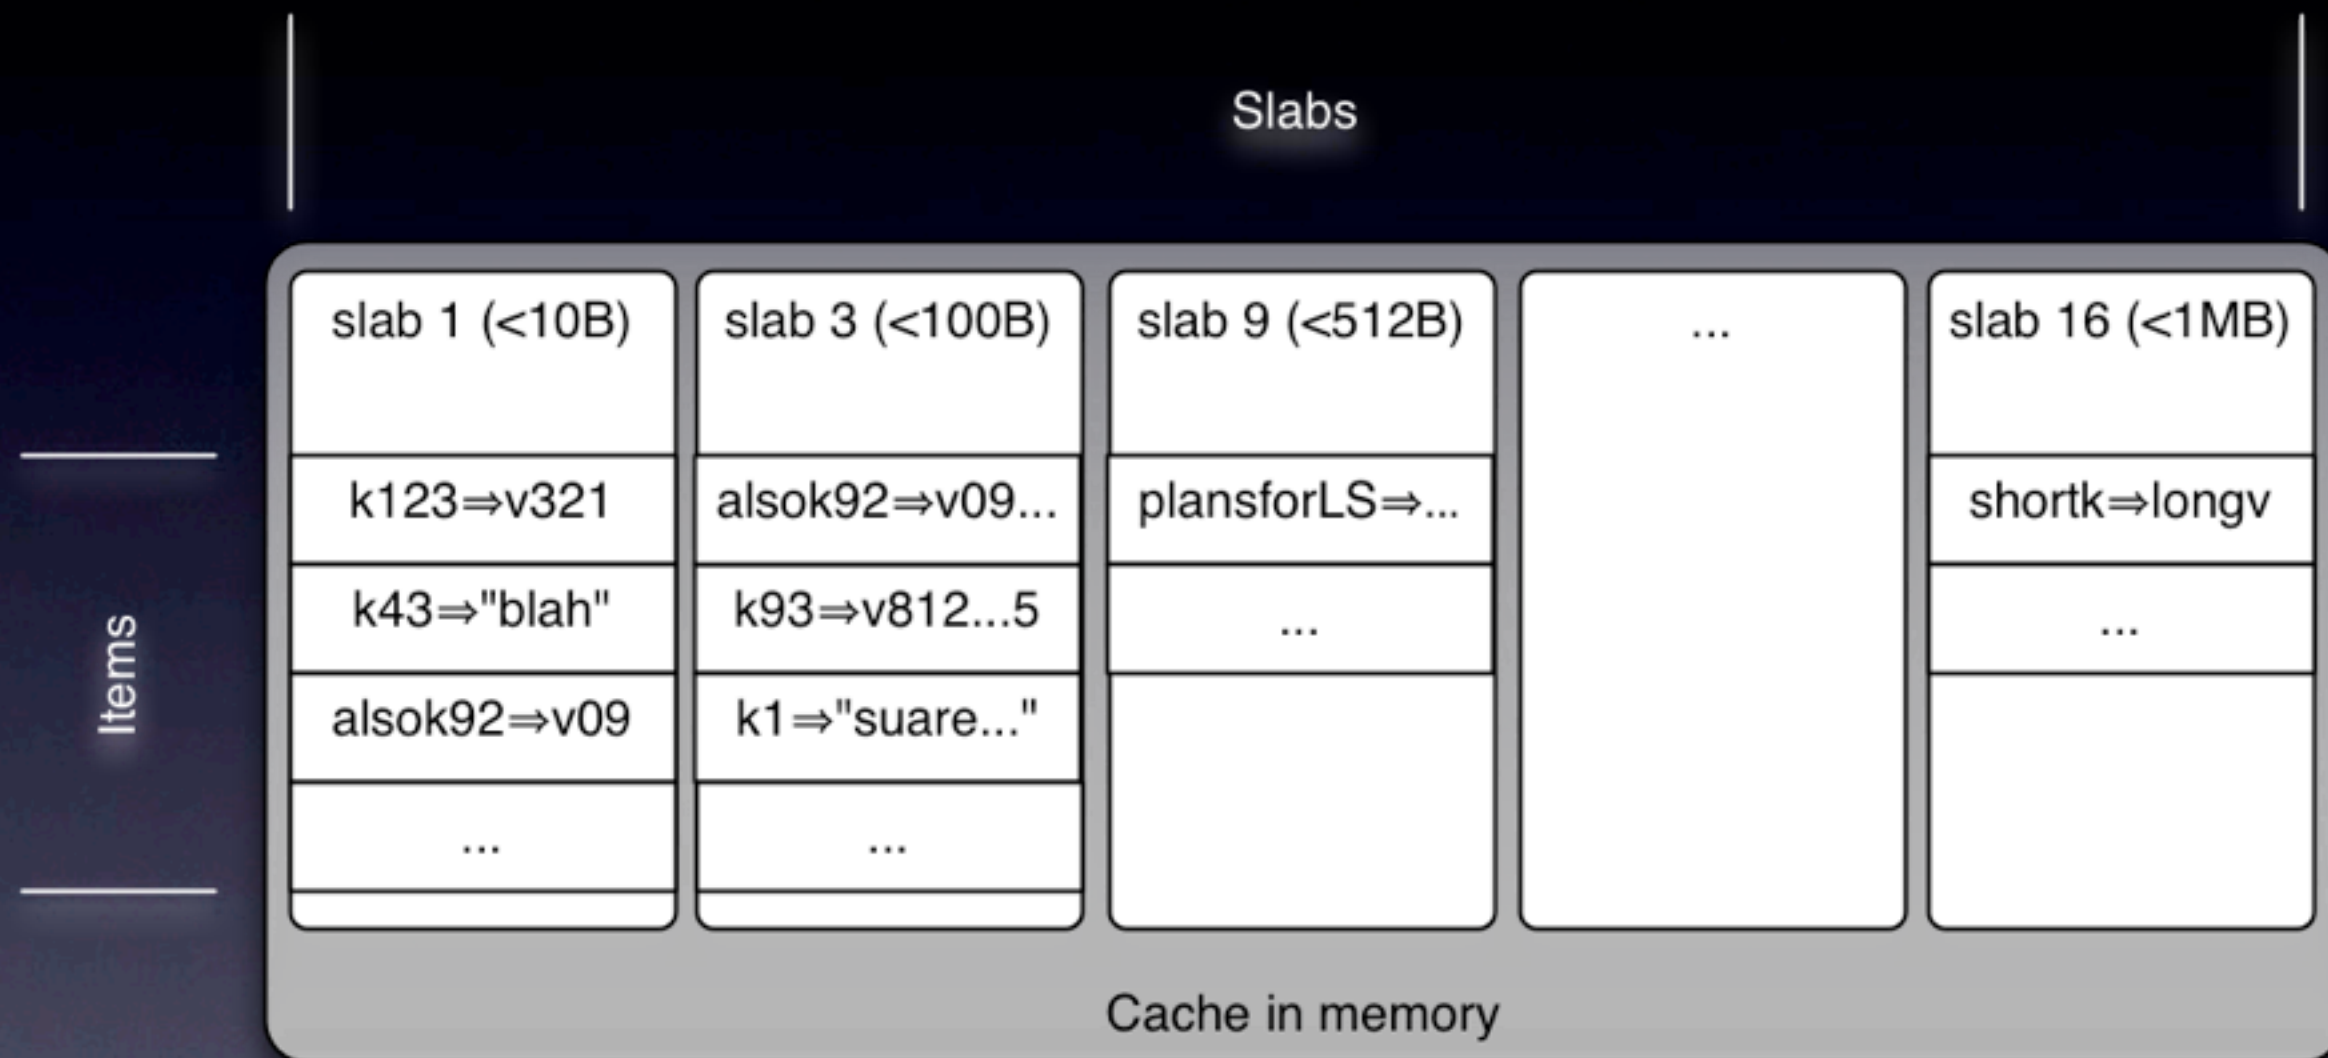 Slabs
slab 1 (<10B)
slab 3 (<100B)
slab 9 (<512B)
...
slab 16 (<1MB)
Items
k123⇒v321
alsok92⇒v09...
plansforLS⇒...
shortk⇒longv
k43⇒"blah"
k93⇒v812...5
...
...
alsok92⇒v09
k1⇒"suare..."
...
...
Cache in memory